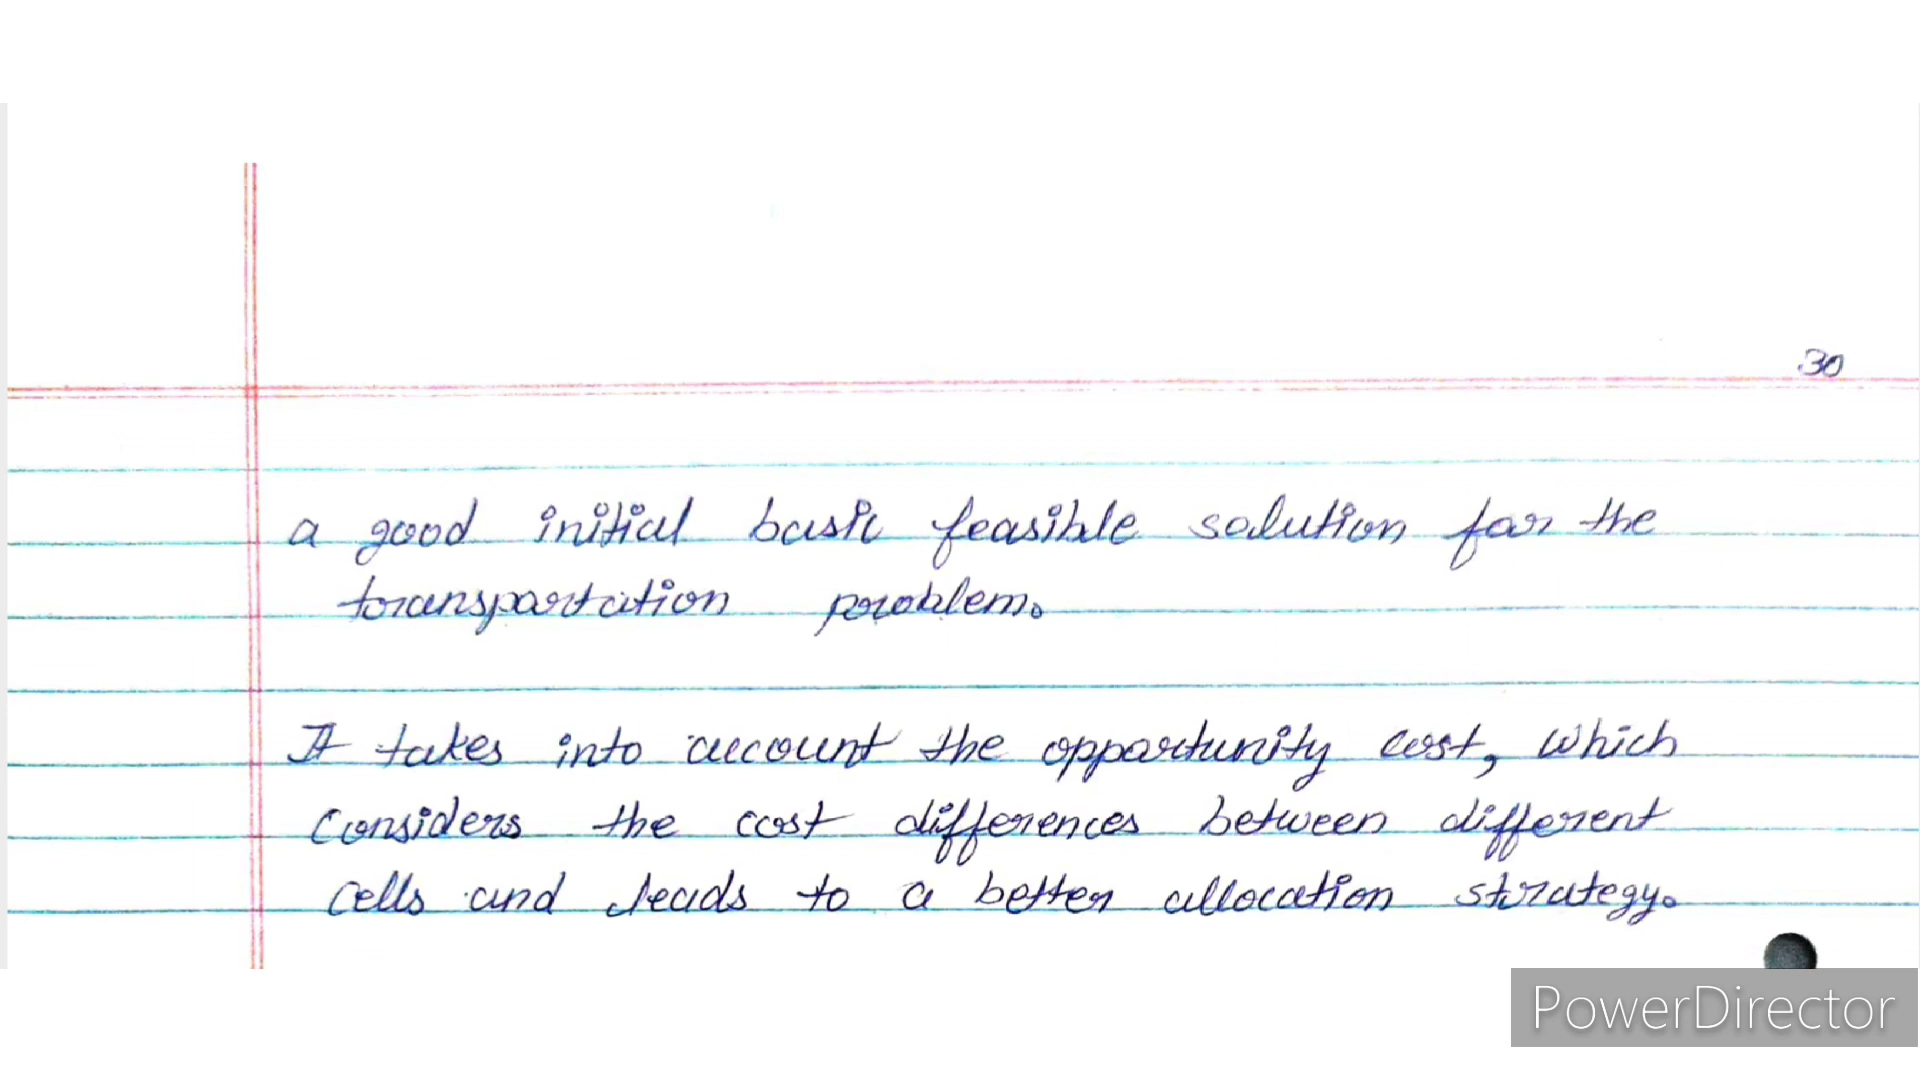 30
a good initial basic feasible solution for the
transportation problem.
It takes into account the opportunity cost, which
considers the cost differences between different
cells and leads to a better allocation strategy.
PowerDirector